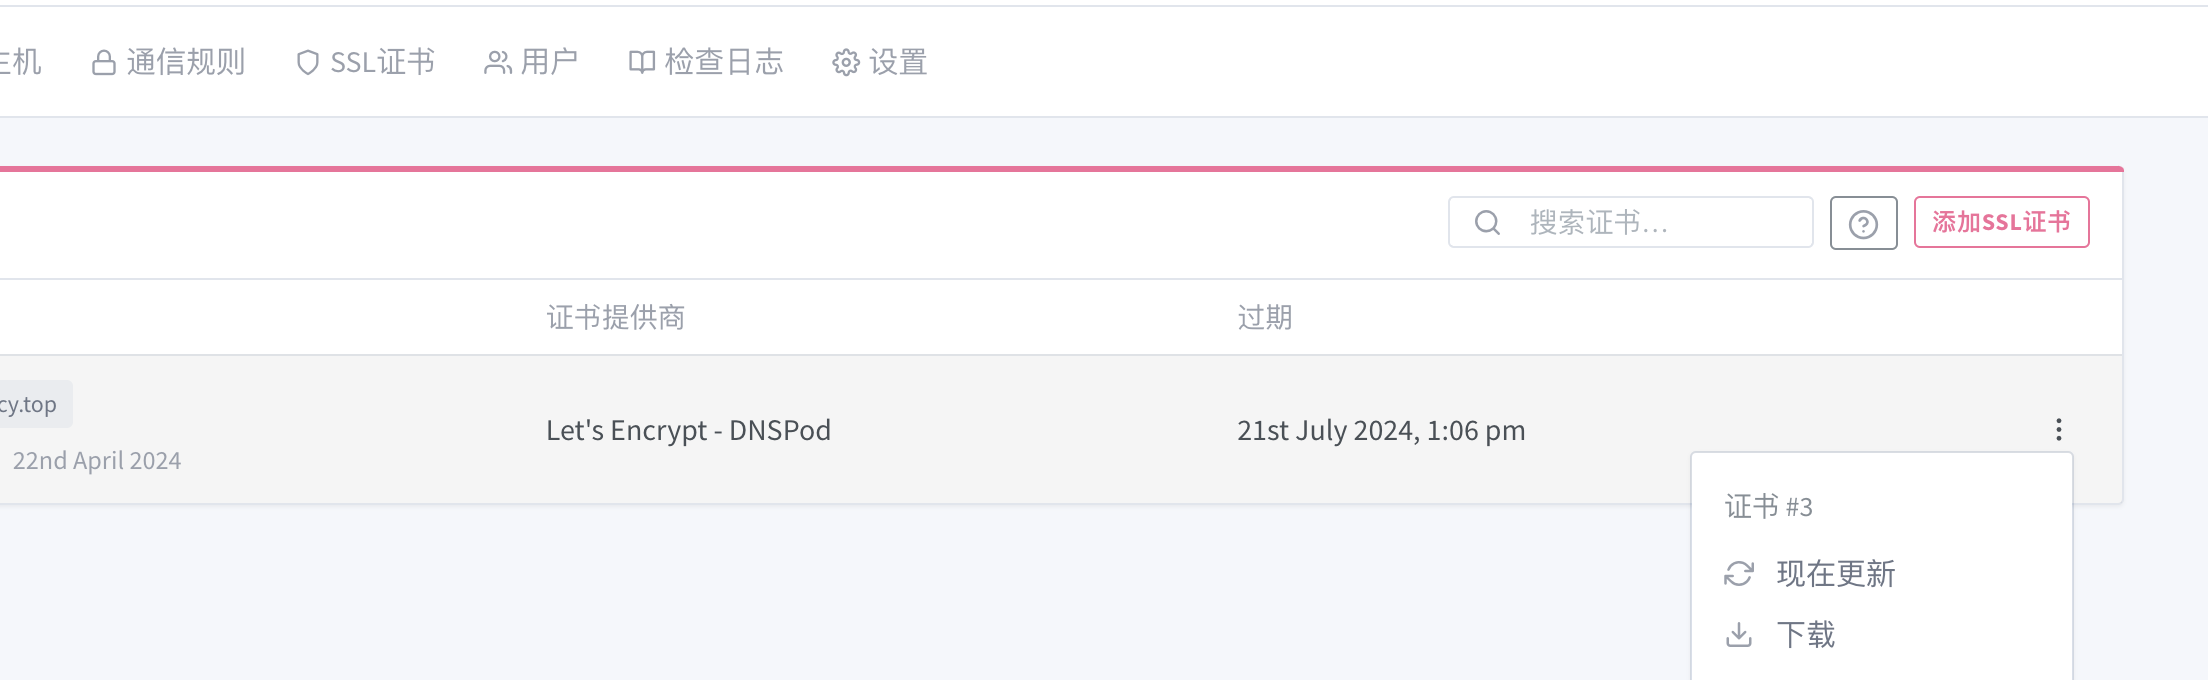 主机 通信规则 SSL证书 用户 检查日志 设置
搜索证书... 添加SSL证书
证书提供商 过期
cy.top
Let's Encrypt - DNSPod 21st July 2024, 1:06 pm
22nd April 2024
证书 #3
现在更新
下载